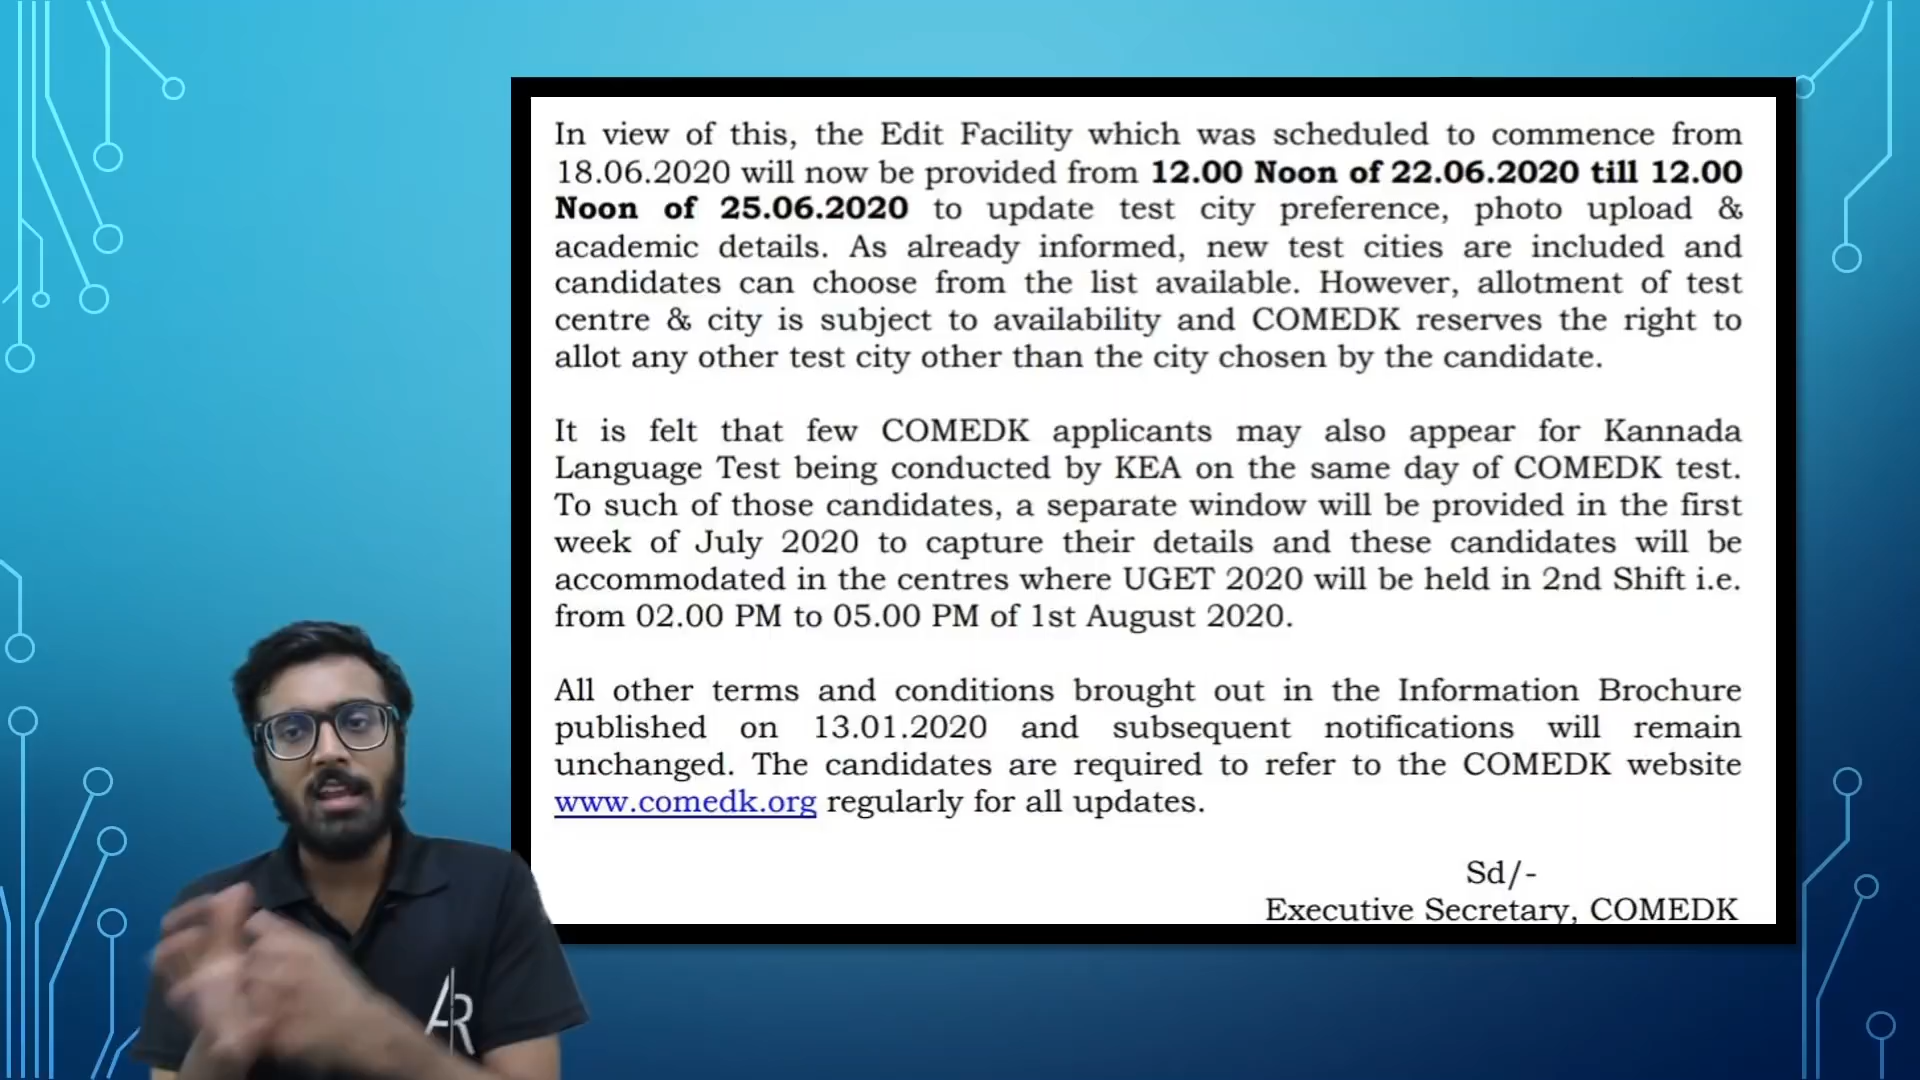 In view of this, the Edit Facility which was scheduled to commence from
18.06.2020 will now be provided from 12.00 Noon of 22.06.2020 till 12.00
Noon of 25.06.2020 to update test city preference, photo upload &
academic details. As already informed, new test cities are included and
candidates can choose from the list available. However, allotment of test
centre & city is subject to availability and COMEDK reserves the right to
allot any other test city other than the city chosen by the candidate.
It is felt that few COMEDK applicants may also appear for Kannada
Language Test being conducted by KEA on the same day of COMEDK test.
To such of those candidates, a separate window will be provided in the first
week of July 2020 to capture their details and these candidates will be
accommodated in the centres where UGET 2020 will be held in 2nd Shift i.e.
from 02.00 PM to 05.00 PM of 1st August 2020.
All other terms and conditions brought out in the Information Brochure
published on 13.01.2020 and subsequent notifications will remain
unchanged. The candidates are required to refer to the COMEDK website
www.comedk.org regularly for all updates.
Sd/-
Executive Secretary, COMEDK
AR